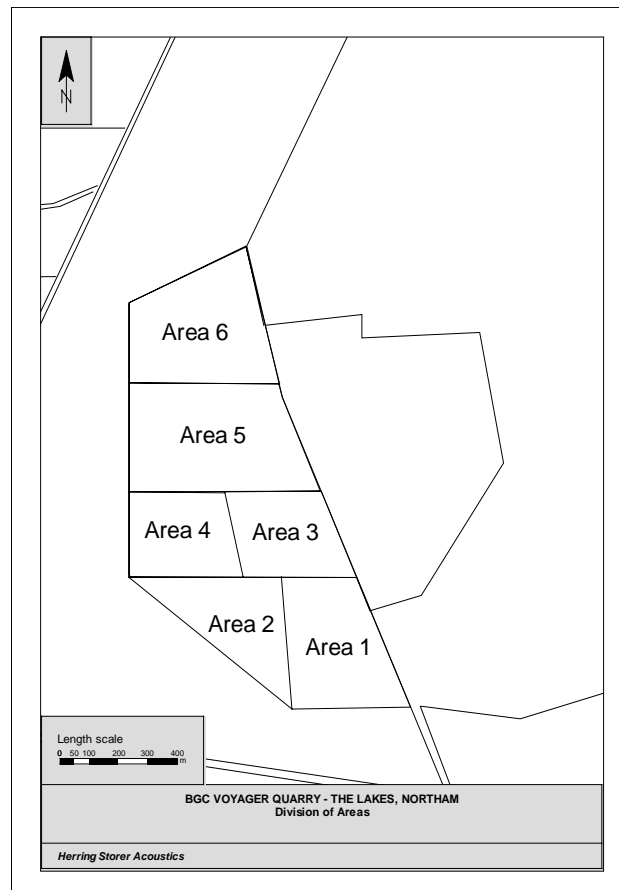 N
Area 6
Area 5
Area 4
Area 3
Area 2
Area 1
Length scale
0 50 100 200 300 400
m
BGC VOYAGER QUARRY - THE LAKES, NORTHAM
Division of Areas
Herring Storer Acoustics